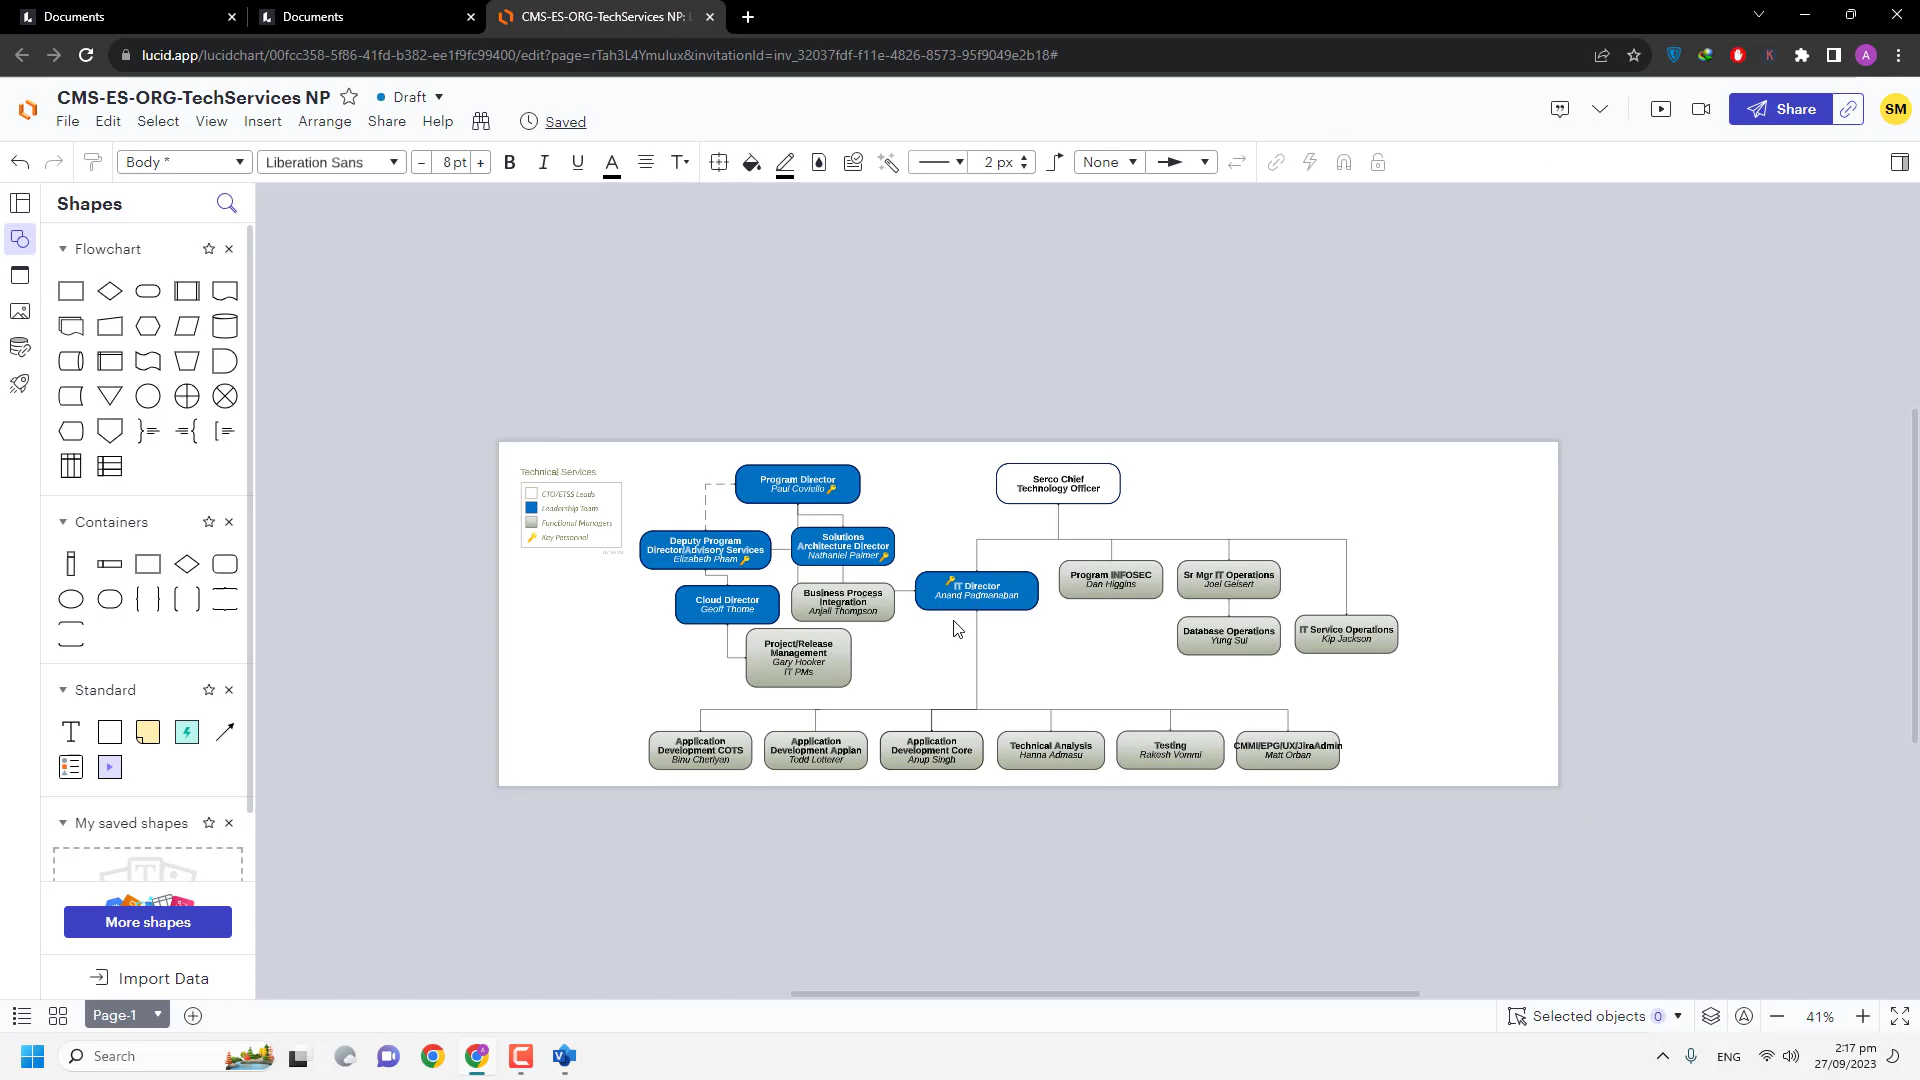 Documents
Documents
CMS-ES-ORG-TechServices NP:
lucid.app/lucidchart/00fcc358-5f86-41fd-b382-ee1f9fc99400/edit?page=rTah3L4Ymulux&invitationId=inv_32037fdf-f11e-4826-8573-95f9049e2b18#
A
CMS-ES-ORG-TechServices NP
Draft
File Edit Select View Insert Arrange Share Help
Saved
Share
SM
Body *
Liberation Sans
8 pt
B I U A
2 px
None
Shapes
Flowchart
Containers
Standard
My saved shapes
More shapes
Import Data
Technical Services
CTO/ETSS Leads
Leadership Team
Functional Managers
Key Personnel
Program Director
Paul Coviello
Serco Chief
Technology Officer
Deputy Program
Director/Advisory Services
Elizabeth Pham
Solutions
Architecture Director
Nathaniel Palmer
Cloud Director
Geoff Thome
Business Process
Integration
Anjali Thompson
IT Director
Anand Padmanaban
Program INFOSEC
Dan Higgins
Sr Mgr IT Operations
Joel Geisert
Database Operations
Yung Sul
IT Service Operations
Kip Jackson
Project/Release
Management
Gary Hooker
IT PMs
Application
Development COTS
Binu Cheriyan
Application
Development Appian
Todd Lotterer
Application
Development Core
Anup Singh
Technical Analysis
Hanna Admasu
Testing
Rakesh Vommi
CMMI/EPG/UX/JiraAdmin
Matt Orban
Page-1
Selected objects 0
41%
Search
ENG
2:17 pm
27/09/2023